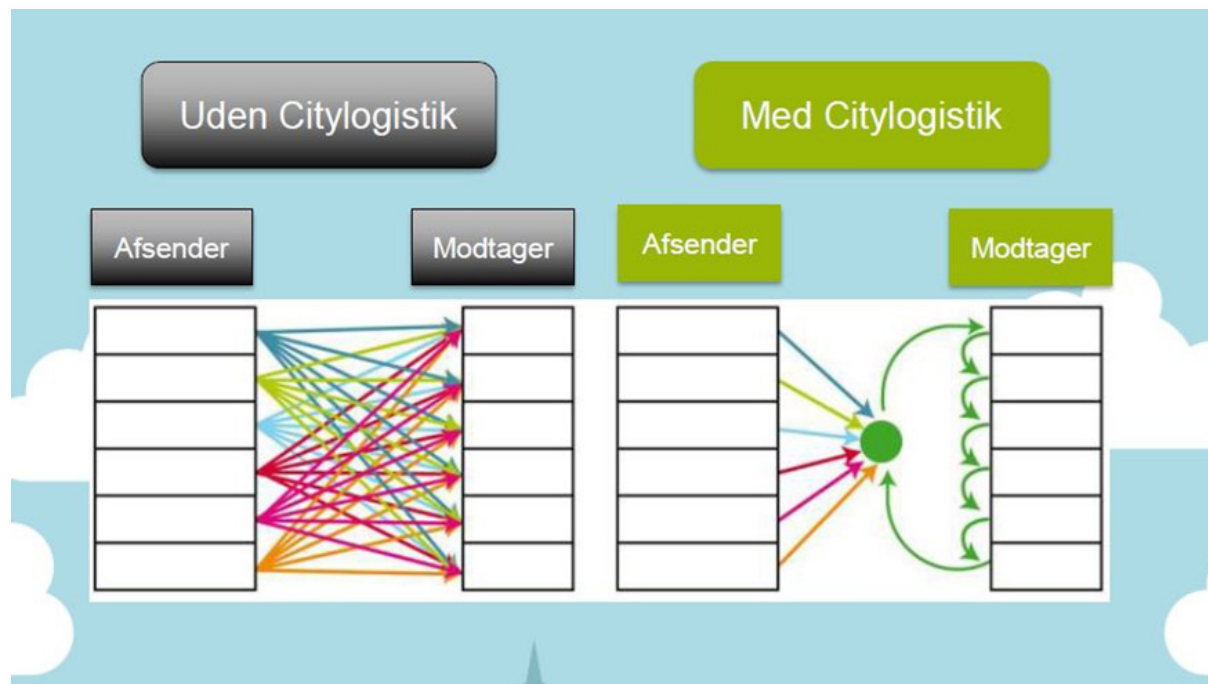 Uden Citylogistik
Med Citylogistik
Afsender
Modtager
Afsender
Modtager